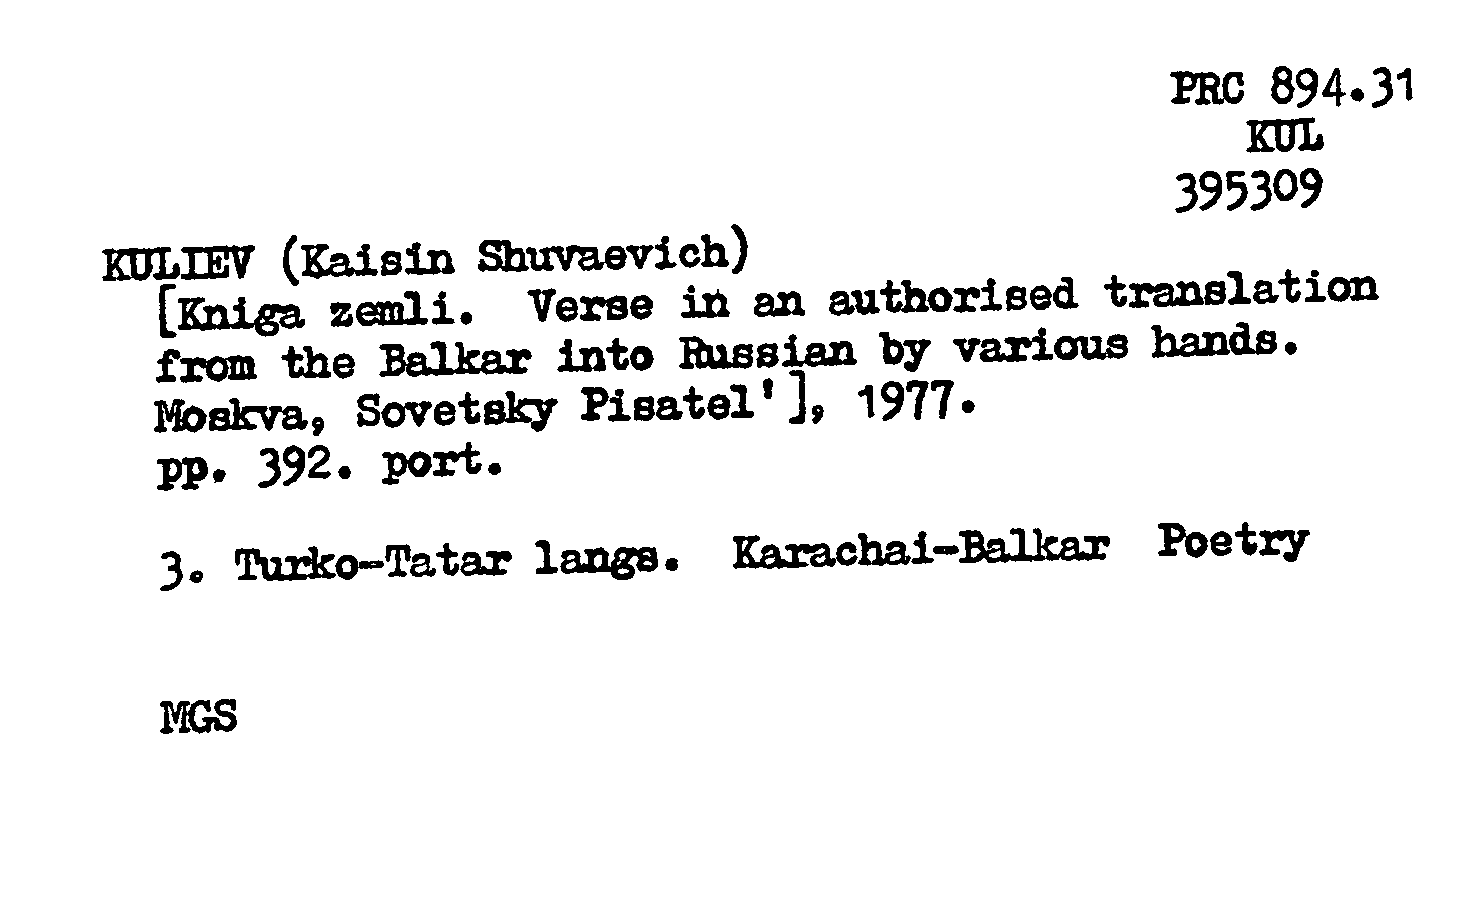 PRC 894.31
KUL
395309
KULIEV (Kaisin Shuvaevich)
[Kniga zemli. Verse in an authorised translation
from the Balkar into Russian by various hands.
Moskva, Sovetsky Pisatel'], 1977.
pp. 392. port.
3. Turko-Tatar langs. Karachai-Balkar Poetry
MGS